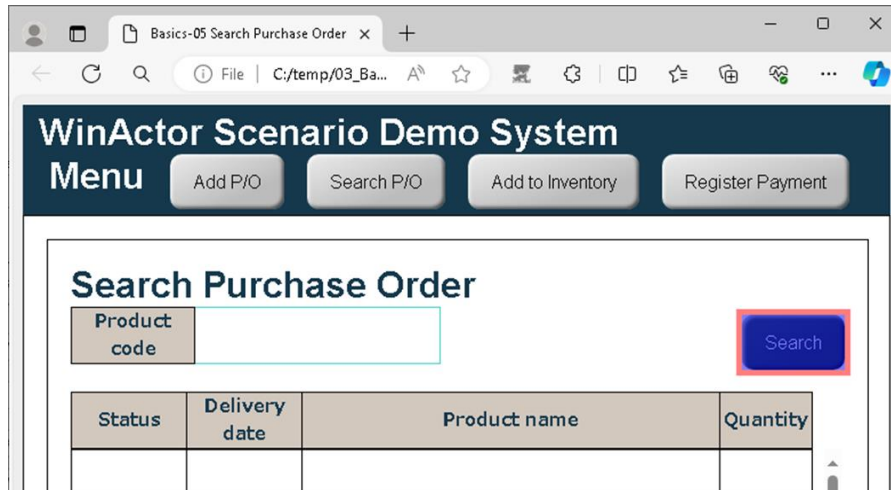 Basics-05 Search Purchase Order
File | C:/temp/03_Ba...
WinActor Scenario Demo System
Menu
Add P/O
Search P/O
Add to Inventory
Register Payment
Search Purchase Order
Product
code
Search
Status
Delivery
date
Product name
Quantity